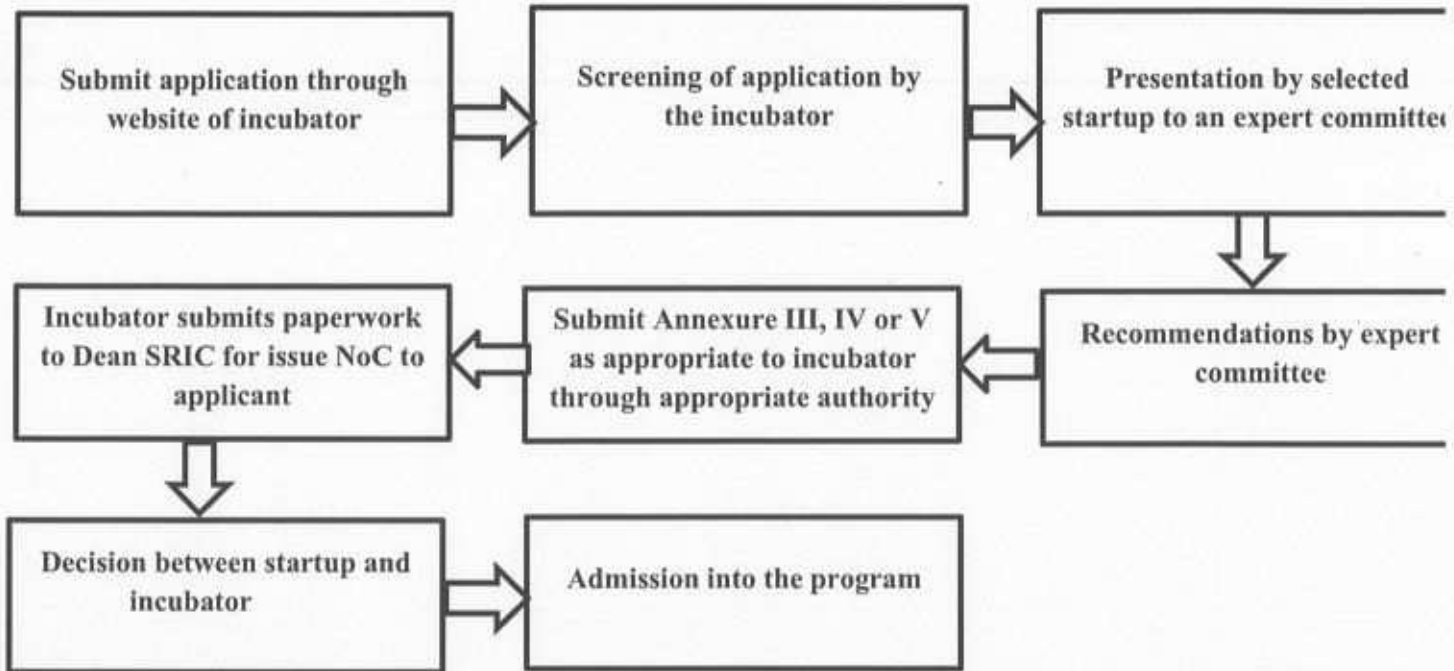 Submit application through
website of incubator
Screening of application by
the incubator
Presentation by selected
startup to an expert committee
Recommendations by expert
committee
Submit Annexure III, IV or V
as appropriate to incubator
through appropriate authority
Incubator submits paperwork
to Dean SRIC for issue NoC to
applicant
Decision between startup and
incubator
Admission into the program